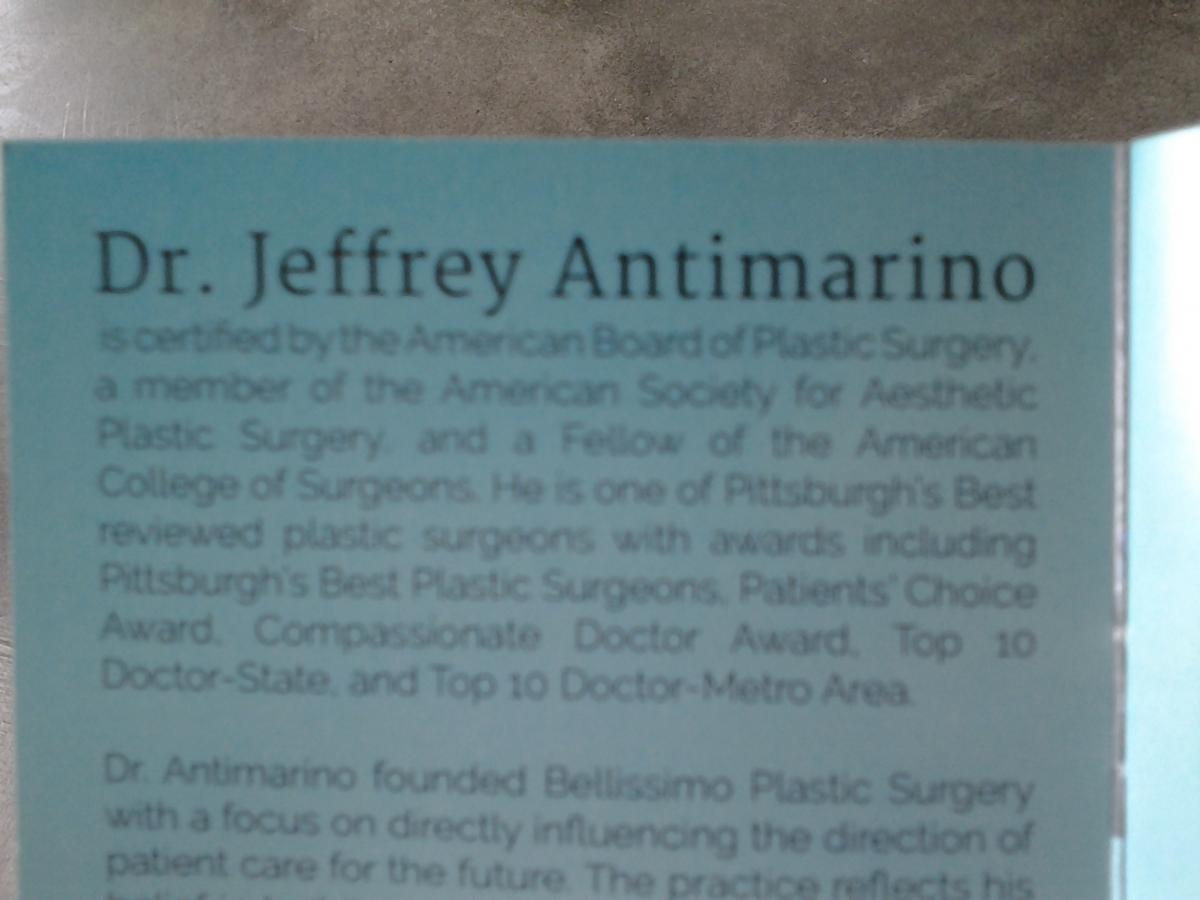 Dr. Jeffrey Antimarino
is certified by the American Board of Plastic Surgery,
a member of the American Society for Aesthetic
Plastic Surgery, and a Fellow of the American
College of Surgeons. He is one of Pittsburgh's Best
reviewed plastic surgeons with awards including
Pittsburgh's Best Plastic Surgeons, Patients' Choice
Award, Compassionate Doctor Award, Top 10
Doctor-State, and Top 10 Doctor-Metro Area.
Dr. Antimarino founded Bellissimo Plastic Surgery
with a focus on directly influencing the direction of
patient care for the future. The practice reflects his